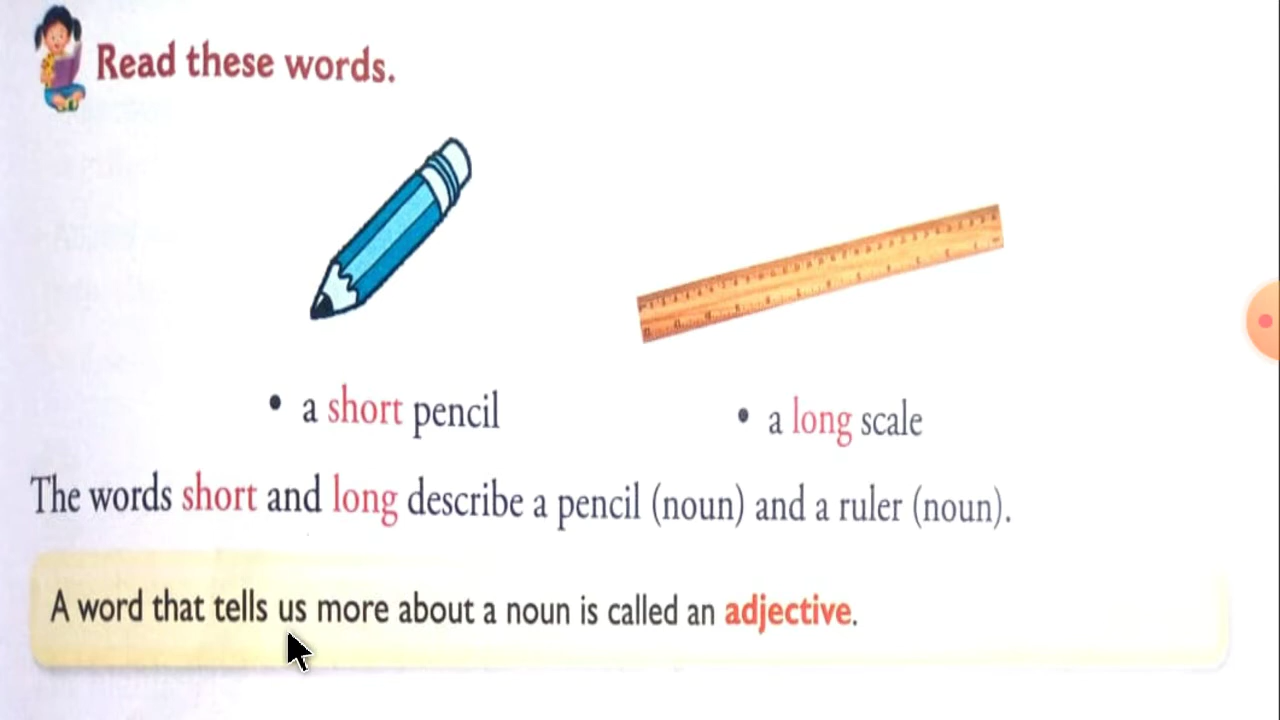 Read these words.
• a short pencil
• a long scale
The words short and long describe a pencil (noun) and a ruler (noun).
A word that tells us more about a noun is called an adjective.